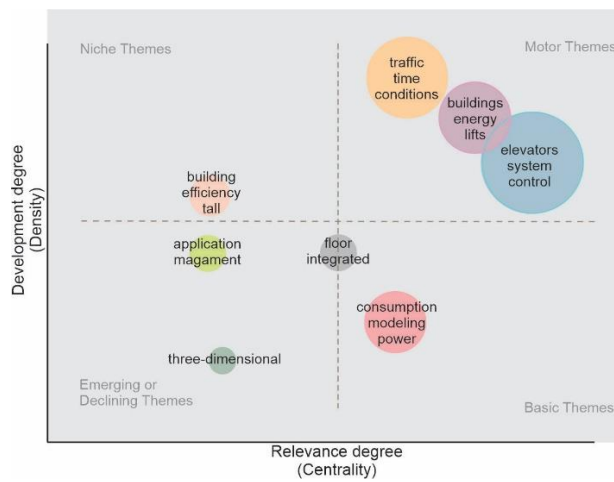 Niche Themes
Motor Themes
traffic
time
conditions
buildings
energy
lifts
elevators
system
control
building
efficiency
tall
application
magament
floor
integrated
consumption
modeling
power
three-dimensional
Emerging or
Declining Themes
Basic Themes
Development degree
(Density)
Relevance degree
(Centrality)